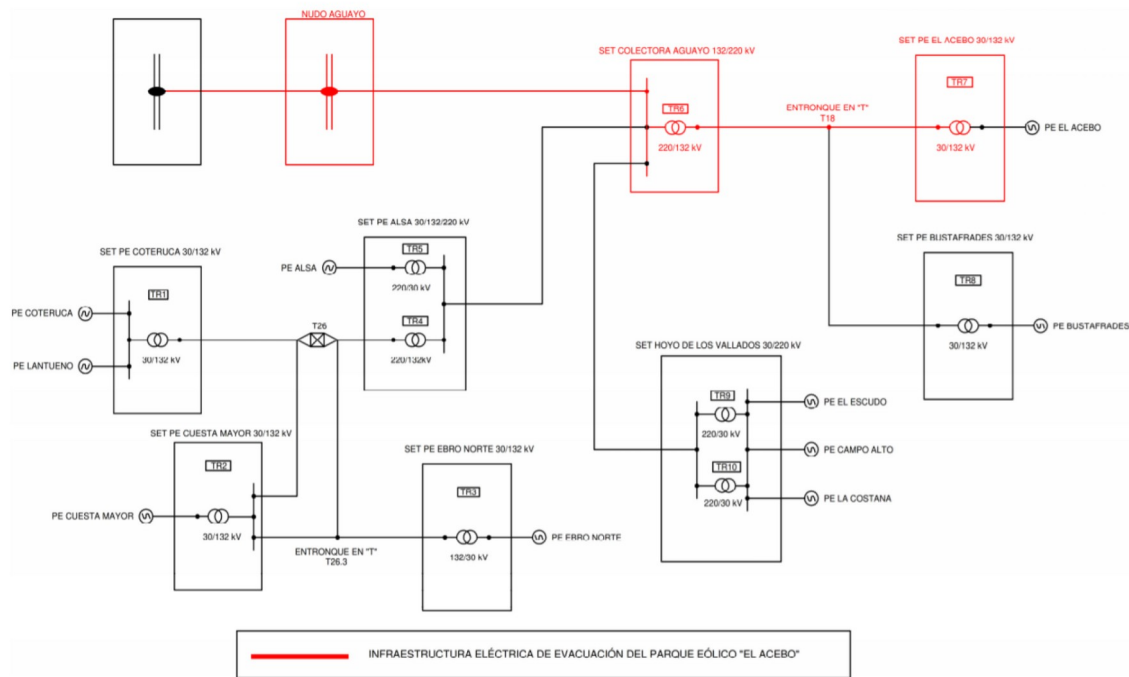 NUDO AGUAYO
SET COLECTORA AGUAYO 132/220 kV
TR6
220/132 kV
ENTRONQUE EN "T"
T18
SET PE EL ACEBO 30/132 kV
TR7
30/132 kV
PE EL ACEBO
SET PE ALSA 30/132/220 kV
TR5
PE ALSA
220/30 kV
TR4
220/132kV
SET PE COTERUCA 30/132 kV
TR1
PE COTERUCA
30/132 kV
PE LANTUENO
T26
SET PE BUSTAFRADES 30/132 kV
TR8
30/132 kV
PE BUSTAFRADES
SET HOYO DE LOS VALLADOS 30/220 kV
TR9
220/30 kV
TR10
220/30 kV
PE EL ESCUDO
PE CAMPO ALTO
PE LA COSTANA
SET PE CUESTA MAYOR 30/132 kV
TR2
PE CUESTA MAYOR
30/132 kV
ENTRONQUE EN "T"
T26.3
SET PE EBRO NORTE 30/132 kV
TR3
132/30 kV
PE EBRO NORTE
INFRAESTRUCTURA ELÉCTRICA DE EVACUACIÓN DEL PARQUE EÓLICO "EL ACEBO"